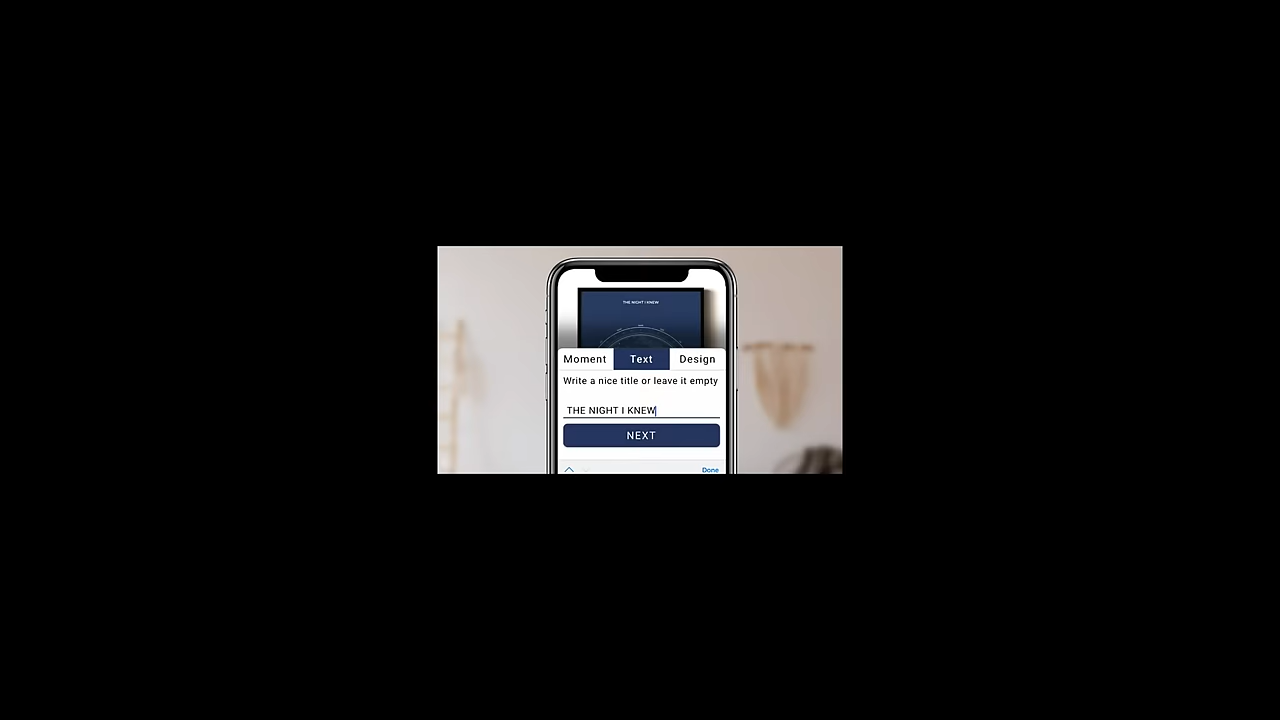 THE NIGHT I KNEW
Moment Text Design
Write a nice title or leave it empty
THE NIGHT I KNEW
NEXT
Done